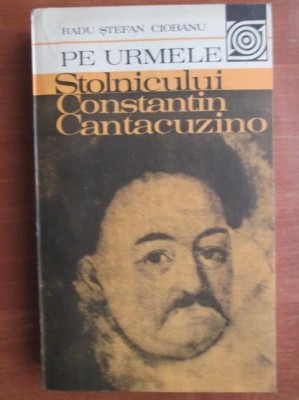 RADU ȘTEFAN CIOBANU
PE URMELE
Stolnicului
Constantin
Cantacuzino